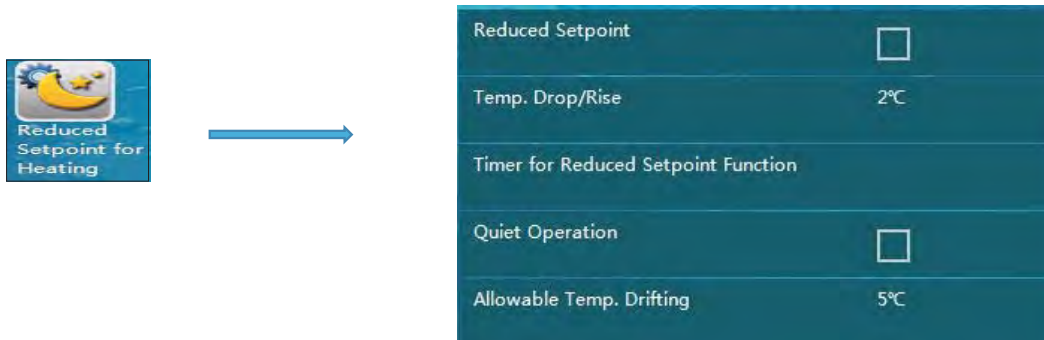 Reduced
Setpoint for
Heating
Reduced Setpoint
Temp. Drop/Rise 2℃
Timer for Reduced Setpoint Function
Quiet Operation
Allowable Temp. Drifting 5℃